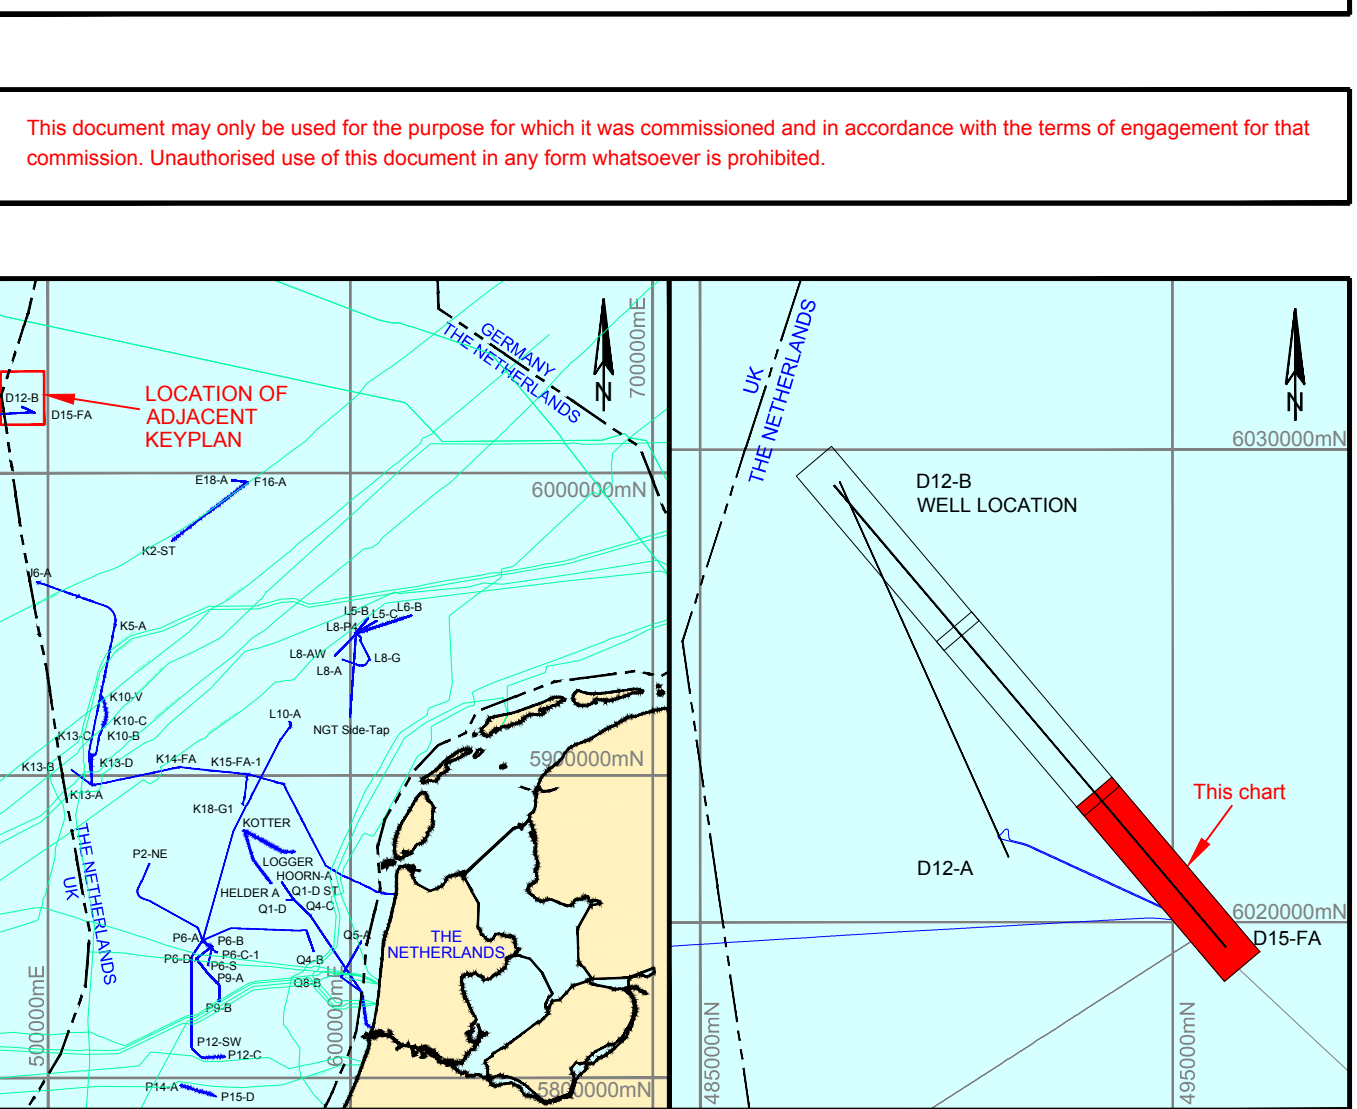 This document may only be used for the purpose for which it was commissioned and in accordance with the terms of engagement for that
commission. Unauthorised use of this document in any form whatsoever is prohibited.
GERMANY
THE NETHERLANDS
700000mE
N
D12-B
D15-FA
LOCATION OF
ADJACENT
KEYPLAN
E18-A
F16-A
6000000mN
K2-ST
J6-A
K5-A
L5-B
L5-C
L6-B
L8-P4
L8-AW
L8-G
L8-A
K10-V
K10-C
K13-C
K10-B
L10-A
NGT Side-Tap
K13-B
K13-D
K14-FA
K15-FA-1
5900000mN
K13-A
K18-G1
KOTTER
THE NETHERLANDS
UK
P2-NE
LOGGER
HOORN-A
HELDER A
Q1-D ST
Q1-D
Q4-C
P6-A
P6-B
Q5-A
THE
NETHERLANDS
P6-D
P6-C-1
P6-S
Q4-B
P9-A
Q8-B
500000mE
600000mE
P9-B
P12-SW
P12-C
P14-A
P15-D
5800000mN
UK
THE NETHERLANDS
N
6030000mN
D12-B
WELL LOCATION
This chart
D12-A
6020000mN
D15-FA
485000mN
495000mN